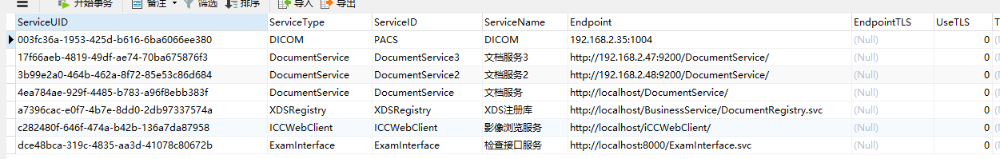 开始事务 备注 筛选 排序 导入 导出
ServiceUID ServiceType ServiceID ServiceName Endpoint EndpointTLS UseTLS T
003fc36a-1953-425d-b616-6ba6066ee380 DICOM PACS DICOM 192.168.2.35:1004 (Null) 0 (N
17f66aeb-4819-49df-ae74-70ba675876f3 DocumentService DocumentService3 文档服务3 http://192.168.2.47:9200/DocumentService/ (Null) 0 (N
3b99e2a0-464b-462a-8f72-85e53c86d684 DocumentService DocumentService2 文档服务2 http://192.168.2.48:9200/DocumentService/ (Null) 0 (N
4ea784ae-929f-4485-b783-a96f8ebb383f DocumentService DocumentService 文档服务 http://localhost/DocumentService/ (Null) 0 (N
a7396cac-e0f7-4b7e-8dd0-2db97337574a XDSRegistry XDSRegistry XDS注册库 http://localhost/BusinessService/DocumentRegistry.svc (Null) 0 (N
c282480f-646f-474a-b42b-136a7da87958 ICCWebClient ICCWebClient 影像浏览服务 http://localhost/iCCWebClient/ (Null) 0 (N
dce48bca-319c-4835-aa3d-41078c80672b ExamInterface ExamInterface 检查接口服务 http://localhost:8000/ExamInterface.svc (Null) 0 (N